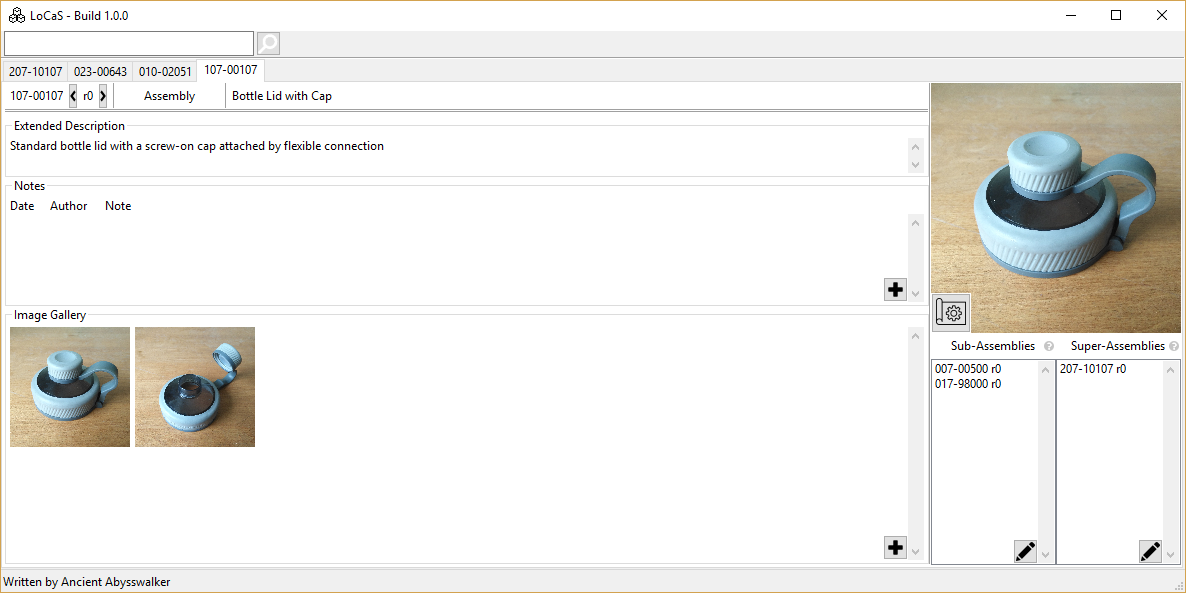 LoCaS - Build 1.0.0
207-10107 023-00643 010-02051 107-00107
107-00107 < r0 > Assembly Bottle Lid with Cap
Extended Description
Standard bottle lid with a screw-on cap attached by flexible connection
Notes
Date Author Note
Image Gallery
Sub-Assemblies ? Super-Assemblies ?
007-00500 r0 207-10107 r0
017-98000 r0
Written by Ancient Abysswalker